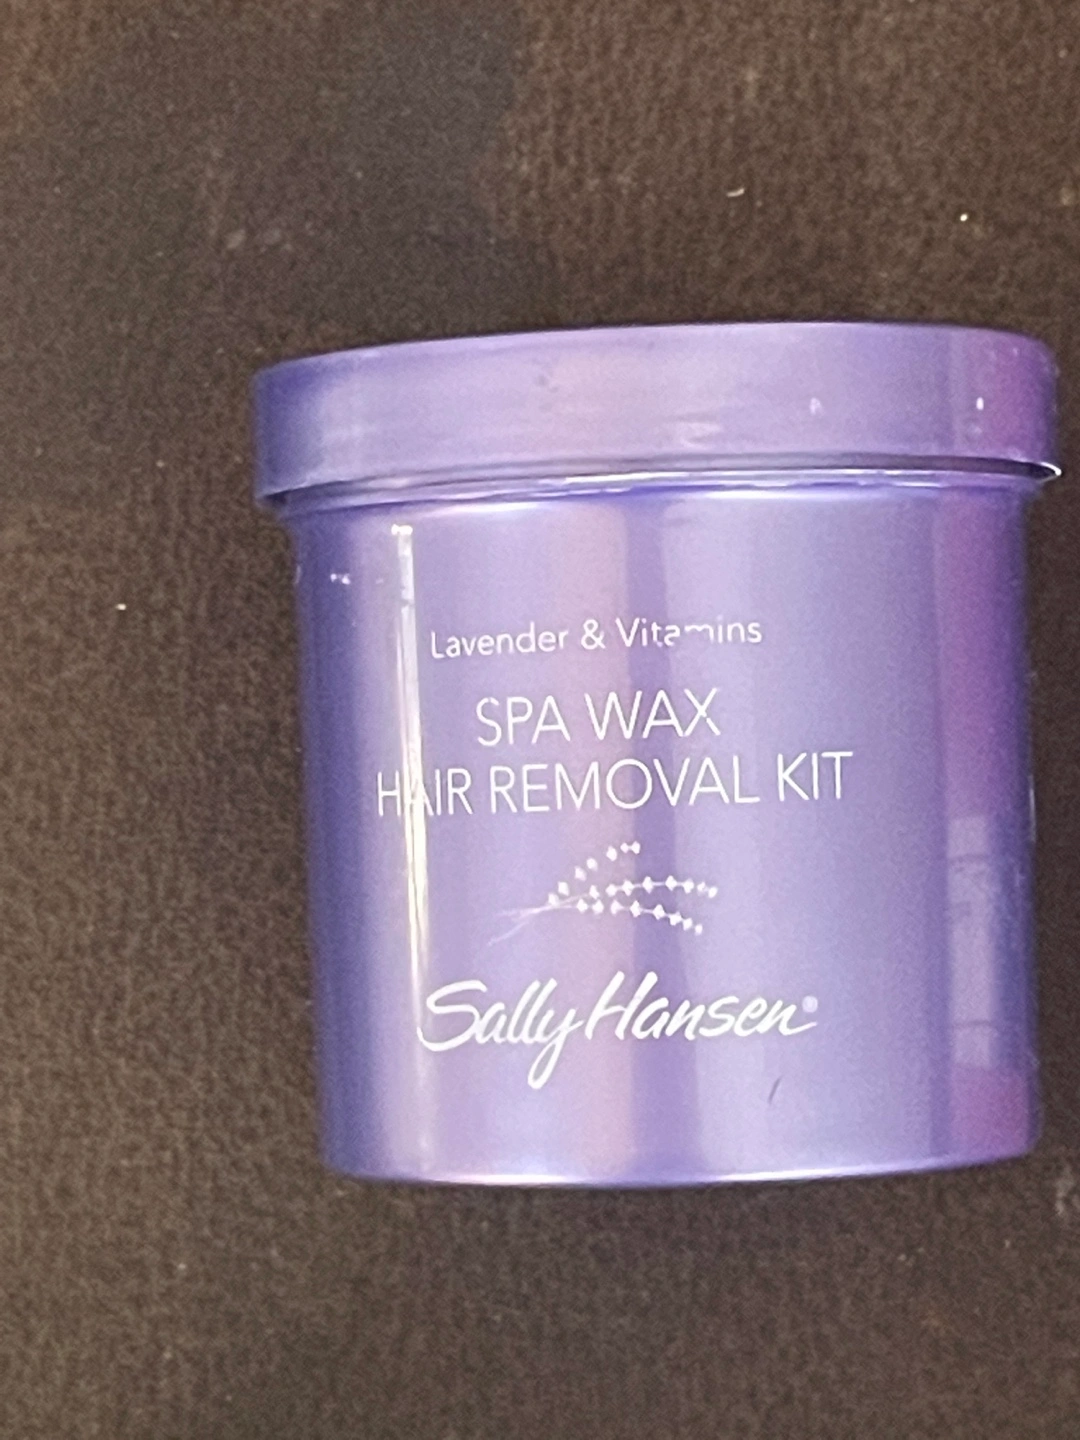 Lavender & Vitamins
SPA WAX
HAIR REMOVAL KIT
Sally Hansen®